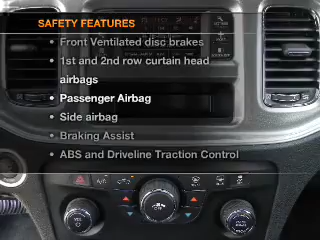 SAFETY FEATURES
• Front Ventilated disc brakes
• 1st and 2nd row curtain head
airbags
• Passenger Airbag
• Side airbag
• Braking Assist
• ABS and Driveline Traction Control